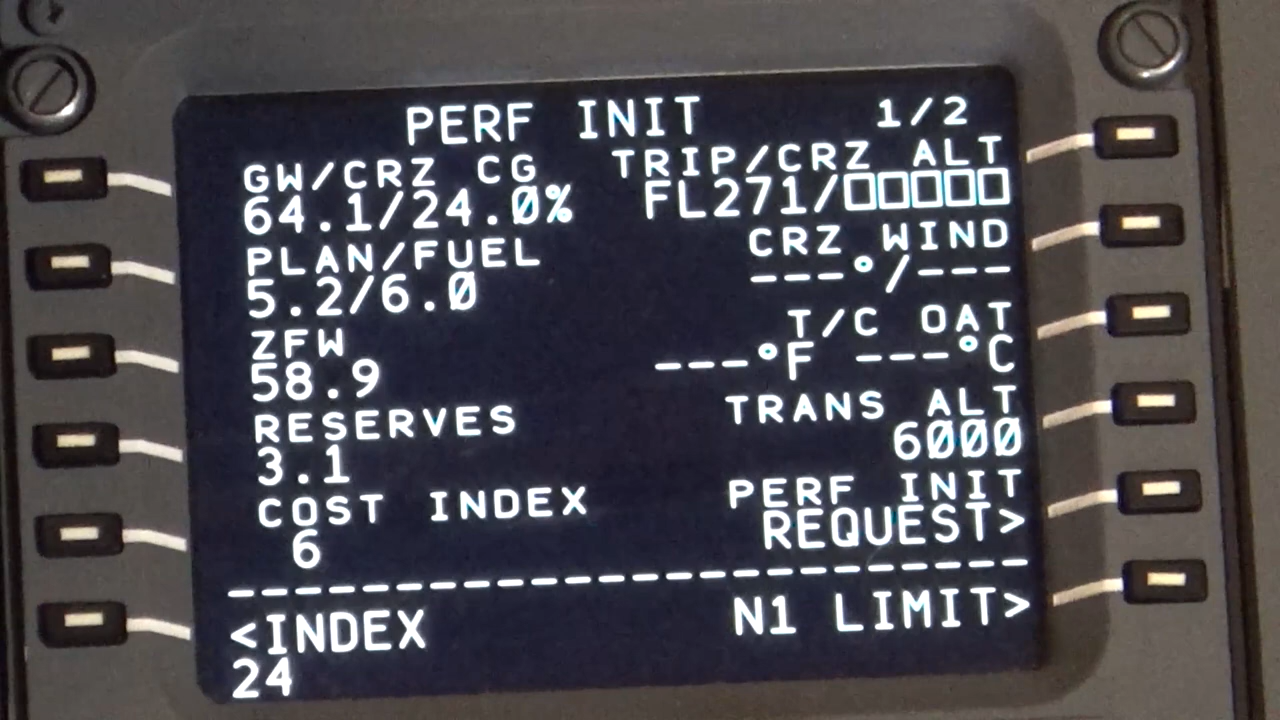 PERF INIT 1/2
GW/CRZ CG TRIP/CRZ ALT
64.1/24.0% FL271/□□□□□
PLAN/FUEL CRZ WIND
5.2/6.0 ---°/---
ZFW T/C OAT
58.9 ---°F ---°C
RESERVES TRANS ALT
3.1 6000
COST INDEX PERF INIT
6 REQUEST>
------------------------
<INDEX N1 LIMIT>
24